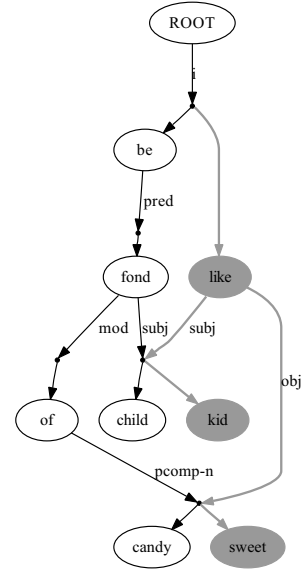 ROOT
i
be
pred
fond
like
mod
subj
subj
obj
of
child
kid
pcomp-n
candy
sweet